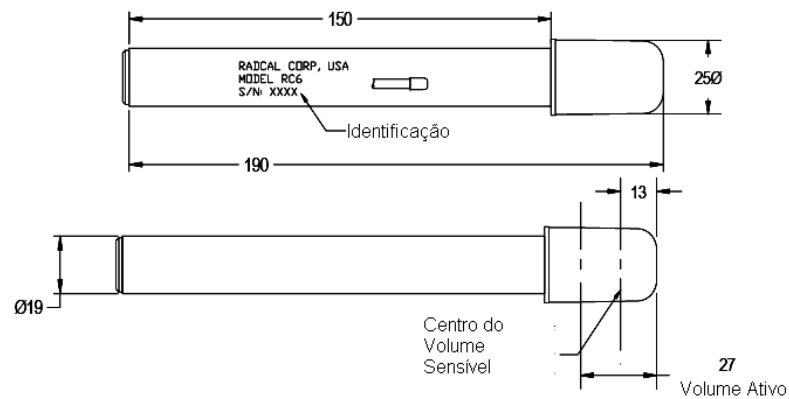 150
RADCAL CORP, USA
MODEL RC6
S/N: XXXX
25Ø
Identificação
190
13
Ø19
Centro do
Volume
Sensível
27
Volume Ativo